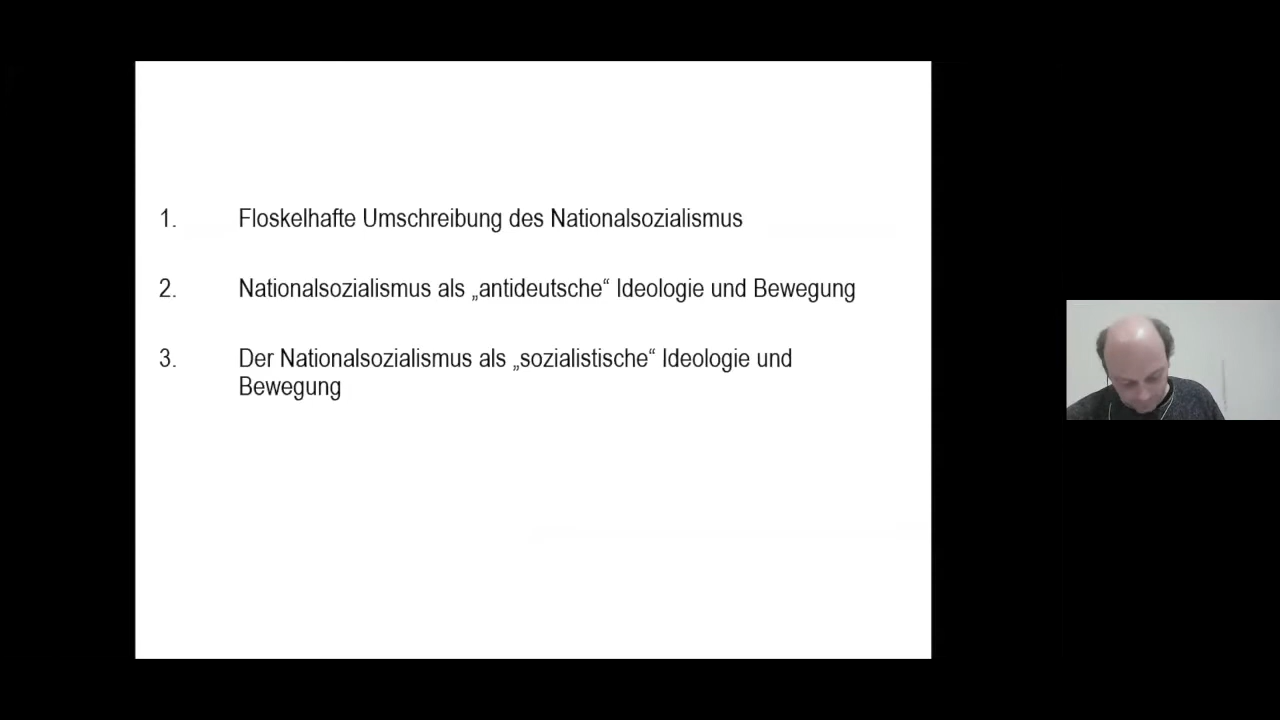 1. Floskelhafte Umschreibung des Nationalsozialismus
2. Nationalsozialismus als „antideutsche“ Ideologie und Bewegung
3. Der Nationalsozialismus als „sozialistische“ Ideologie und
Bewegung